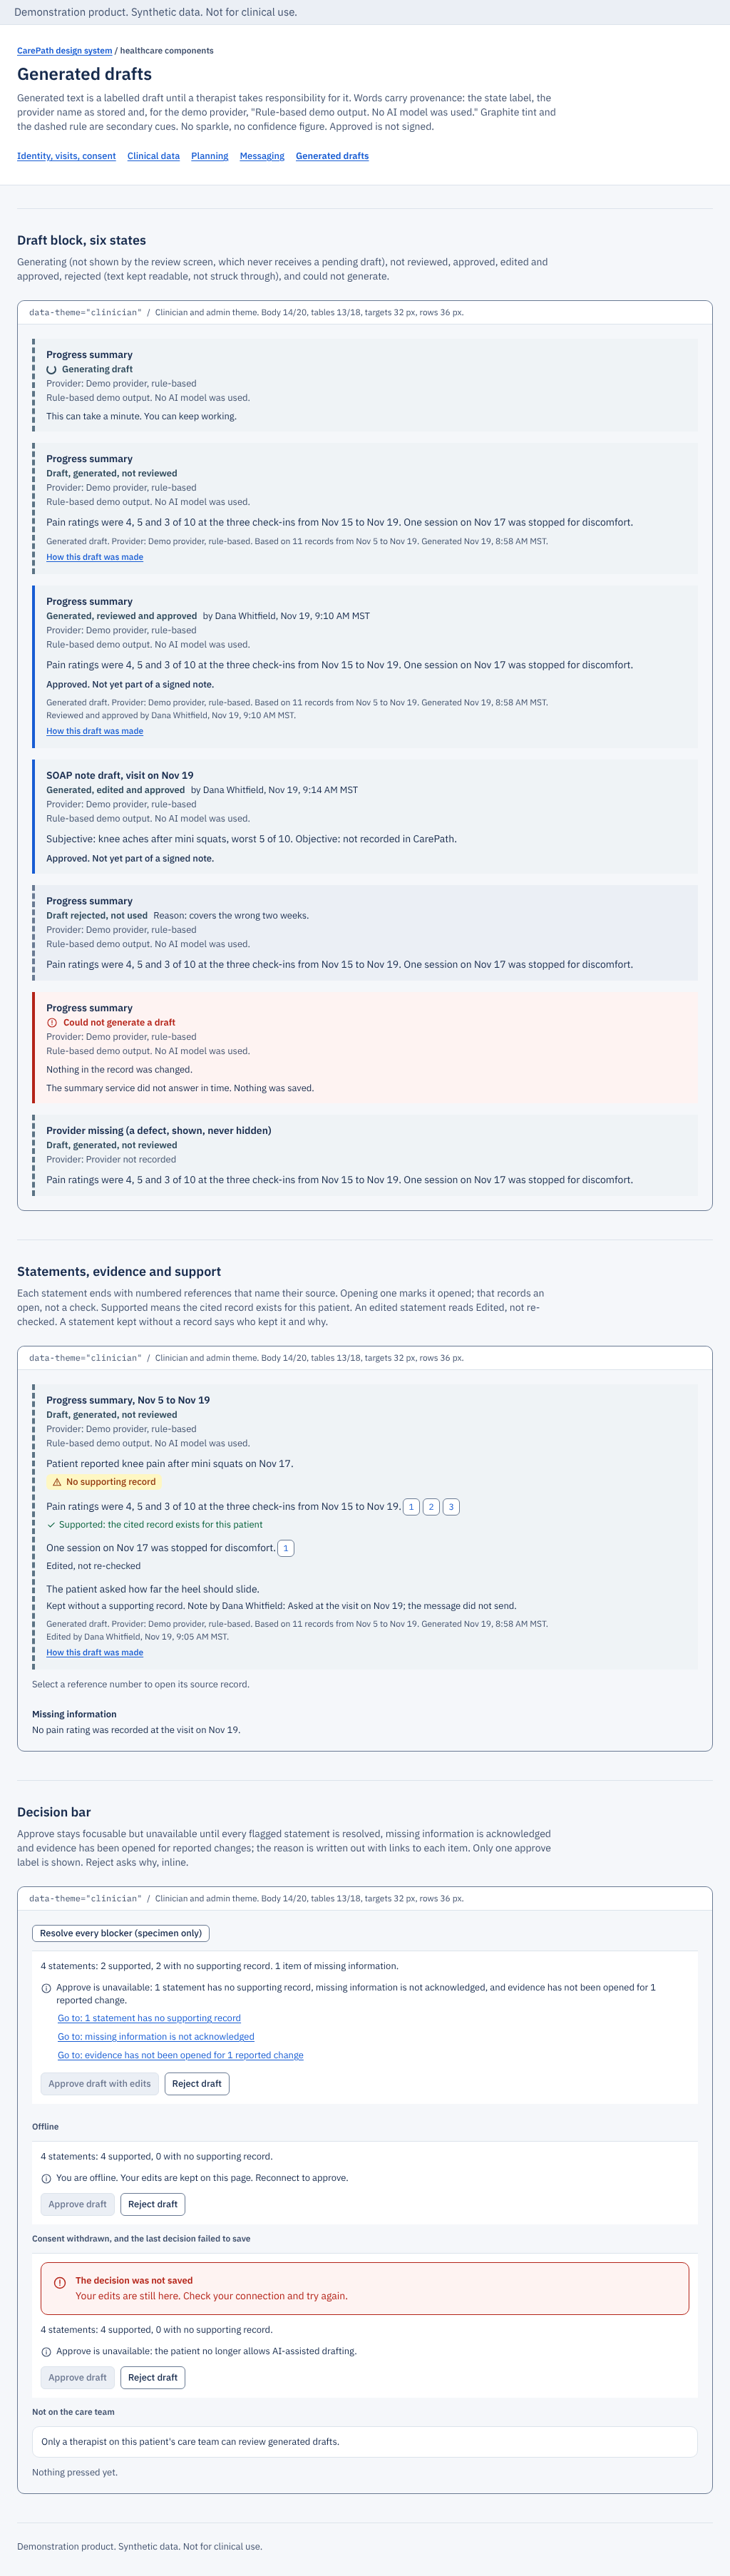 Demonstration product. Synthetic data. Not for clinical use.
CarePath design system / healthcare components
Generated drafts
Generated text is a labelled draft until a therapist takes responsibility for it. Words carry provenance: the state label, the
provider name as stored and, for the demo provider, "Rule-based demo output. No AI model was used." Graphite tint and
the dashed rule are secondary cues. No sparkle, no confidence figure. Approved is not signed.
Identity, visits, consent Clinical data Planning Messaging Generated drafts
Draft block, six states
Generating (not shown by the review screen, which never receives a pending draft), not reviewed, approved, edited and
approved, rejected (text kept readable, not struck through), and could not generate.
data-theme="clinician" / Clinician and admin theme. Body 14/20, tables 13/18, targets 32 px, rows 36 px.
Progress summary
Generating draft
Provider: Demo provider, rule-based
Rule-based demo output. No AI model was used.
This can take a minute. You can keep working.
Progress summary
Draft, generated, not reviewed
Provider: Demo provider, rule-based
Rule-based demo output. No AI model was used.
Pain ratings were 4, 5 and 3 of 10 at the three check-ins from Nov 15 to Nov 19. One session on Nov 17 was stopped for discomfort.
Generated draft. Provider: Demo provider, rule-based. Based on 11 records from Nov 5 to Nov 19. Generated Nov 19, 8:58 AM MST.
How this draft was made
Progress summary
Generated, reviewed and approved by Dana Whitfield, Nov 19, 9:10 AM MST
Provider: Demo provider, rule-based
Rule-based demo output. No AI model was used.
Pain ratings were 4, 5 and 3 of 10 at the three check-ins from Nov 15 to Nov 19. One session on Nov 17 was stopped for discomfort.
Approved. Not yet part of a signed note.
Generated draft. Provider: Demo provider, rule-based. Based on 11 records from Nov 5 to Nov 19. Generated Nov 19, 8:58 AM MST.
Reviewed and approved by Dana Whitfield, Nov 19, 9:10 AM MST.
How this draft was made
SOAP note draft, visit on Nov 19
Generated, edited and approved by Dana Whitfield, Nov 19, 9:14 AM MST
Provider: Demo provider, rule-based
Rule-based demo output. No AI model was used.
Subjective: knee aches after mini squats, worst 5 of 10. Objective: not recorded in CarePath.
Approved. Not yet part of a signed note.
Progress summary
Draft rejected, not used Reason: covers the wrong two weeks.
Provider: Demo provider, rule-based
Rule-based demo output. No AI model was used.
Pain ratings were 4, 5 and 3 of 10 at the three check-ins from Nov 15 to Nov 19. One session on Nov 17 was stopped for discomfort.
Progress summary
Could not generate a draft
Provider: Demo provider, rule-based
Rule-based demo output. No AI model was used.
Nothing in the record was changed.
The summary service did not answer in time. Nothing was saved.
Provider missing (a defect, shown, never hidden)
Draft, generated, not reviewed
Provider: Provider not recorded
Pain ratings were 4, 5 and 3 of 10 at the three check-ins from Nov 15 to Nov 19. One session on Nov 17 was stopped for discomfort.
Statements, evidence and support
Each statement ends with numbered references that name their source. Opening one marks it opened; that records an
open, not a check. Supported means the cited record exists for this patient. An edited statement reads Edited, not re-
checked. A statement kept without a record says who kept it and why.
data-theme="clinician" / Clinician and admin theme. Body 14/20, tables 13/18, targets 32 px, rows 36 px.
Progress summary, Nov 5 to Nov 19
Draft, generated, not reviewed
Provider: Demo provider, rule-based
Rule-based demo output. No AI model was used.
Patient reported knee pain after mini squats on Nov 17.
No supporting record
Pain ratings were 4, 5 and 3 of 10 at the three check-ins from Nov 15 to Nov 19. 1 2 3
Supported: the cited record exists for this patient
One session on Nov 17 was stopped for discomfort. 1
Edited, not re-checked
The patient asked how far the heel should slide.
Kept without a supporting record. Note by Dana Whitfield: Asked at the visit on Nov 19; the message did not send.
Generated draft. Provider: Demo provider, rule-based. Based on 11 records from Nov 5 to Nov 19. Generated Nov 19, 8:58 AM MST.
Edited by Dana Whitfield, Nov 19, 9:05 AM MST.
How this draft was made
Select a reference number to open its source record.
Missing information
No pain rating was recorded at the visit on Nov 19.
Decision bar
Approve stays focusable but unavailable until every flagged statement is resolved, missing information is acknowledged
and evidence has been opened for reported changes; the reason is written out with links to each item. Only one approve
label is shown. Reject asks why, inline.
data-theme="clinician" / Clinician and admin theme. Body 14/20, tables 13/18, targets 32 px, rows 36 px.
Resolve every blocker (specimen only)
4 statements: 2 supported, 2 with no supporting record. 1 item of missing information.
Approve is unavailable: 1 statement has no supporting record, missing information is not acknowledged, and evidence has not been opened for 1
reported change.
Go to: 1 statement has no supporting record
Go to: missing information is not acknowledged
Go to: evidence has not been opened for 1 reported change
Approve draft with edits Reject draft
Offline
4 statements: 4 supported, 0 with no supporting record.
You are offline. Your edits are kept on this page. Reconnect to approve.
Approve draft Reject draft
Consent withdrawn, and the last decision failed to save
The decision was not saved
Your edits are still here. Check your connection and try again.
4 statements: 4 supported, 0 with no supporting record.
Approve is unavailable: the patient no longer allows AI-assisted drafting.
Approve draft Reject draft
Not on the care team
Only a therapist on this patient's care team can review generated drafts.
Nothing pressed yet.
Demonstration product. Synthetic data. Not for clinical use.